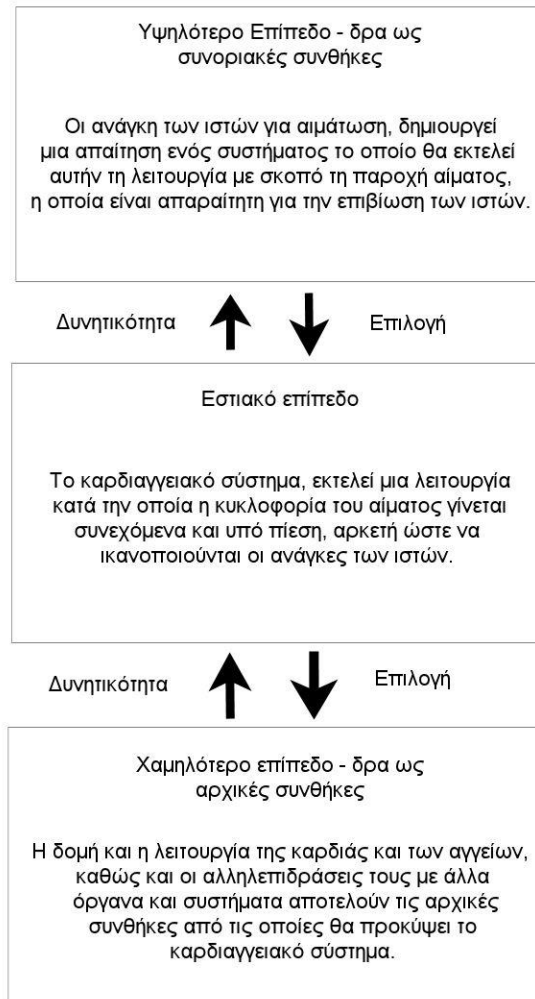 Υψηλότερο Επίπεδο - δρα ως
συνοριακές συνθήκες
Οι ανάγκη των ιστών για αιμάτωση, δημιουργεί
μια απαίτηση ενός συστήματος το οποίο θα εκτελεί
αυτήν τη λειτουργία με σκοπό τη παροχή αίματος,
η οποία είναι απαραίτητη για την επιβίωση των ιστών.
Δυνητικότητα Επιλογή
Εστιακό επίπεδο
Το καρδιαγγειακό σύστημα, εκτελεί μια λειτουργία
κατά την οποία η κυκλοφορία του αίματος γίνεται
συνεχόμενα και υπό πίεση, αρκετή ώστε να
ικανοποιούνται οι ανάγκες των ιστών.
Δυνητικότητα Επιλογή
Χαμηλότερο επίπεδο - δρα ως
αρχικές συνθήκες
Η δομή και η λειτουργία της καρδιάς και των αγγείων,
καθώς και οι αλληλεπιδράσεις τους με άλλα
όργανα και συστήματα αποτελούν τις αρχικές
συνθήκες από τις οποίες θα προκύψει το
καρδιαγγειακό σύστημα.